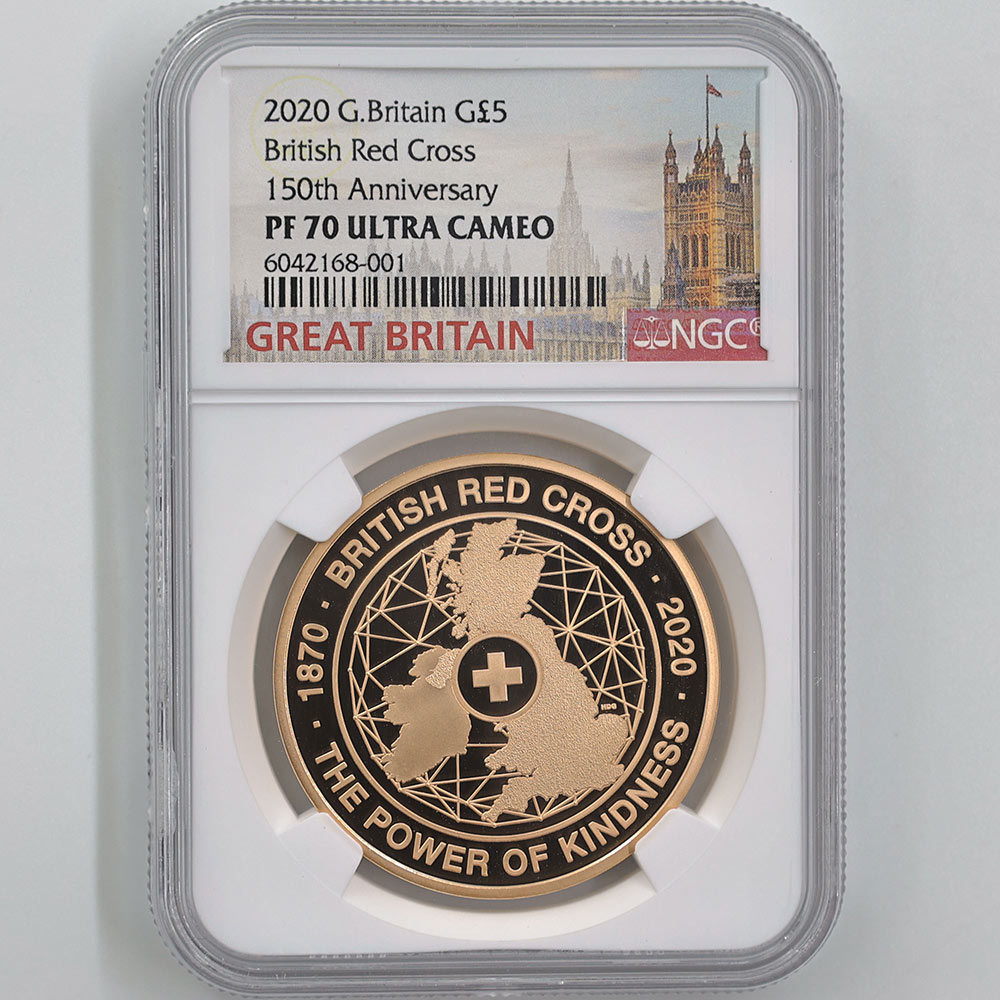 2020 G.Britain G£5
British Red Cross
150th Anniversary
PF 70 ULTRA CAMEO
6042168-001
GREAT BRITAIN
NGC®
1870 · BRITISH RED CROSS · 2020
· THE POWER OF KINDNESS ·
HDG